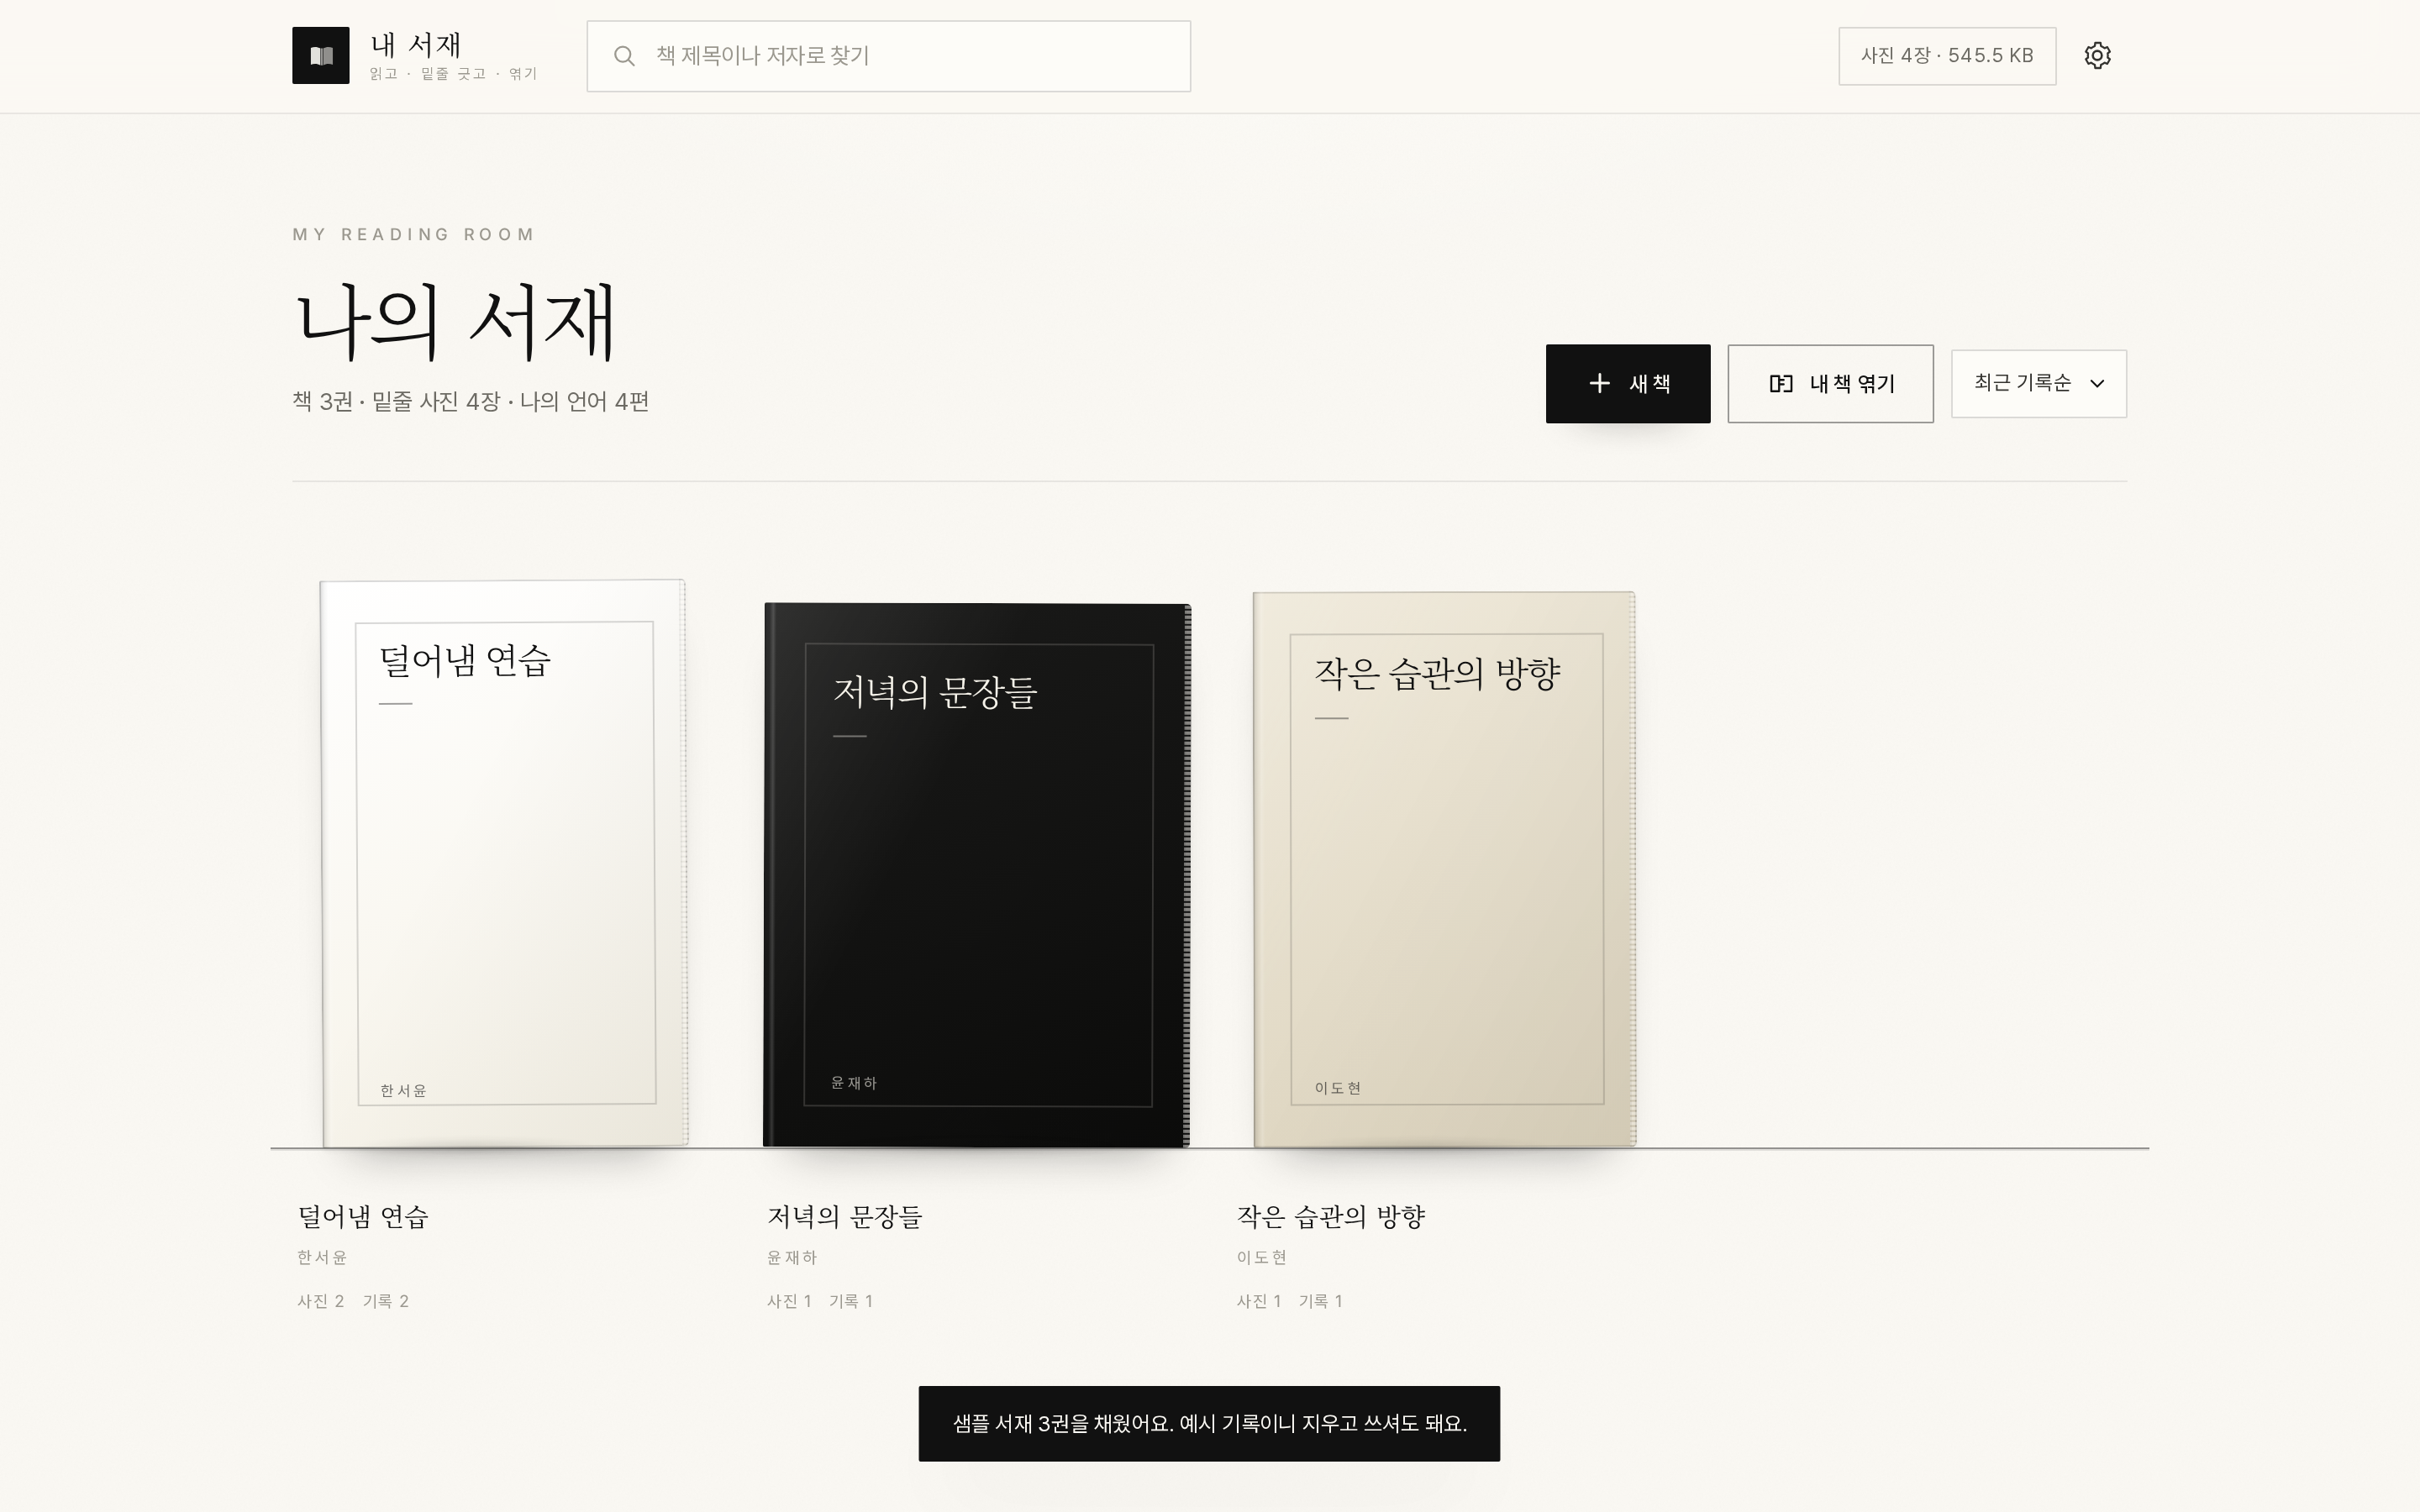 내 서재
읽고 · 밑줄 긋고 · 엮기
책 제목이나 저자로 찾기
사진 4장 · 545.5 KB
MY READING ROOM
나의 서재
책 3권 · 밑줄 사진 4장 · 나의 언어 4편
새 책
내 책 엮기
최근 기록순
덜어냄 연습
한서윤
저녁의 문장들
윤재하
작은 습관의 방향
이도현
덜어냄 연습
한서윤
사진 2 기록 2
저녁의 문장들
윤재하
사진 1 기록 1
작은 습관의 방향
이도현
사진 1 기록 1
샘플 서재 3권을 채웠어요. 예시 기록이니 지우고 쓰셔도 돼요.